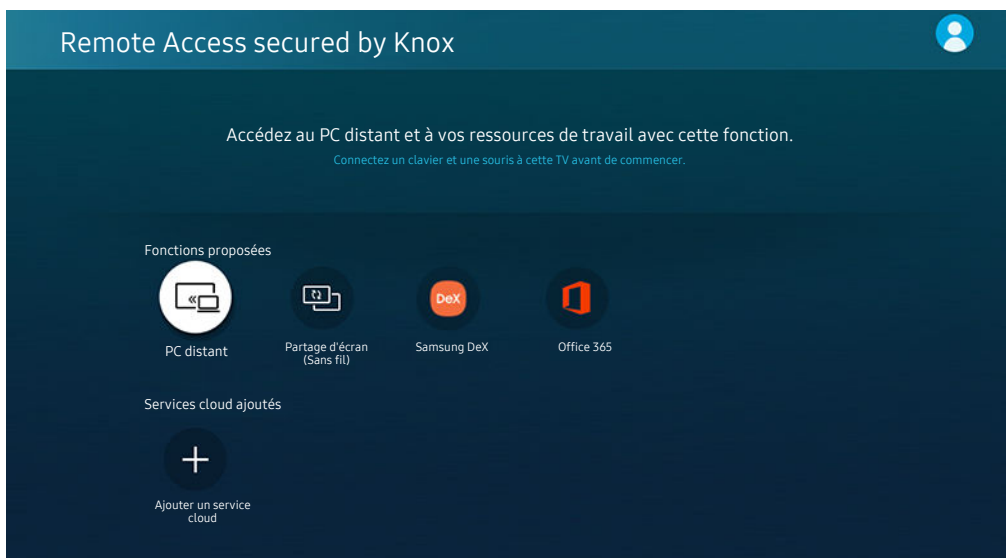 Remote Access secured by Knox
Accédez au PC distant et à vos ressources de travail avec cette fonction.
Connectez un clavier et une souris à cette TV avant de commencer.
Fonctions proposées
PC distant
Partage d'écran
(Sans fil)
DeX
Samsung DeX
Office 365
Services cloud ajoutés
Ajouter un service
cloud